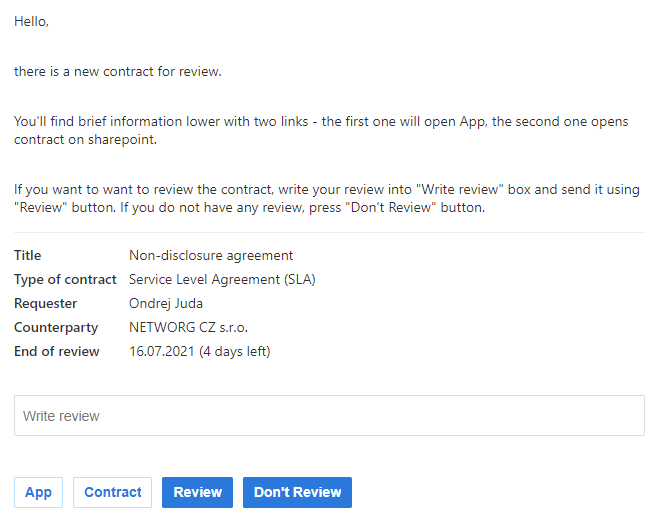 Hello,
there is a new contract for review.
You'll find brief information lower with two links - the first one will open App, the second one opens
contract on sharepoint.
If you want to want to review the contract, write your review into "Write review" box and send it using
"Review" button. If you do not have any review, press "Don't Review" button.
Title Non-disclosure agreement
Type of contract Service Level Agreement (SLA)
Requester Ondrej Juda
Counterparty NETWORG CZ s.r.o.
End of review 16.07.2021 (4 days left)
Write review
App Contract Review Don't Review